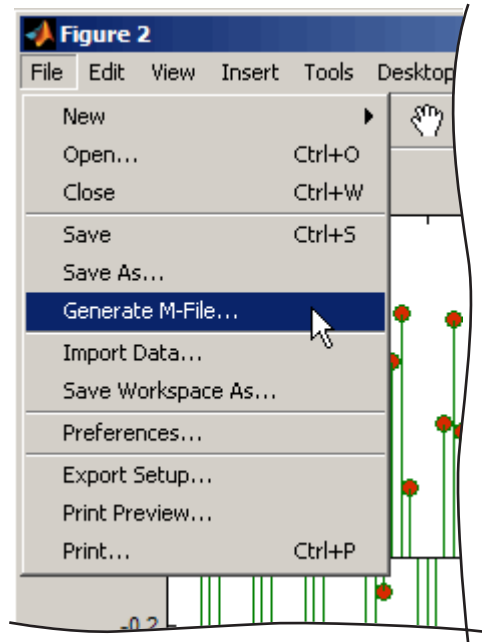 Figure 2
File Edit View Insert Tools Desktop
New
Open... Ctrl+O
Close Ctrl+W
Save Ctrl+S
Save As...
Generate M-File...
Import Data...
Save Workspace As...
Preferences...
Export Setup...
Print Preview...
Print... Ctrl+P
-0.2